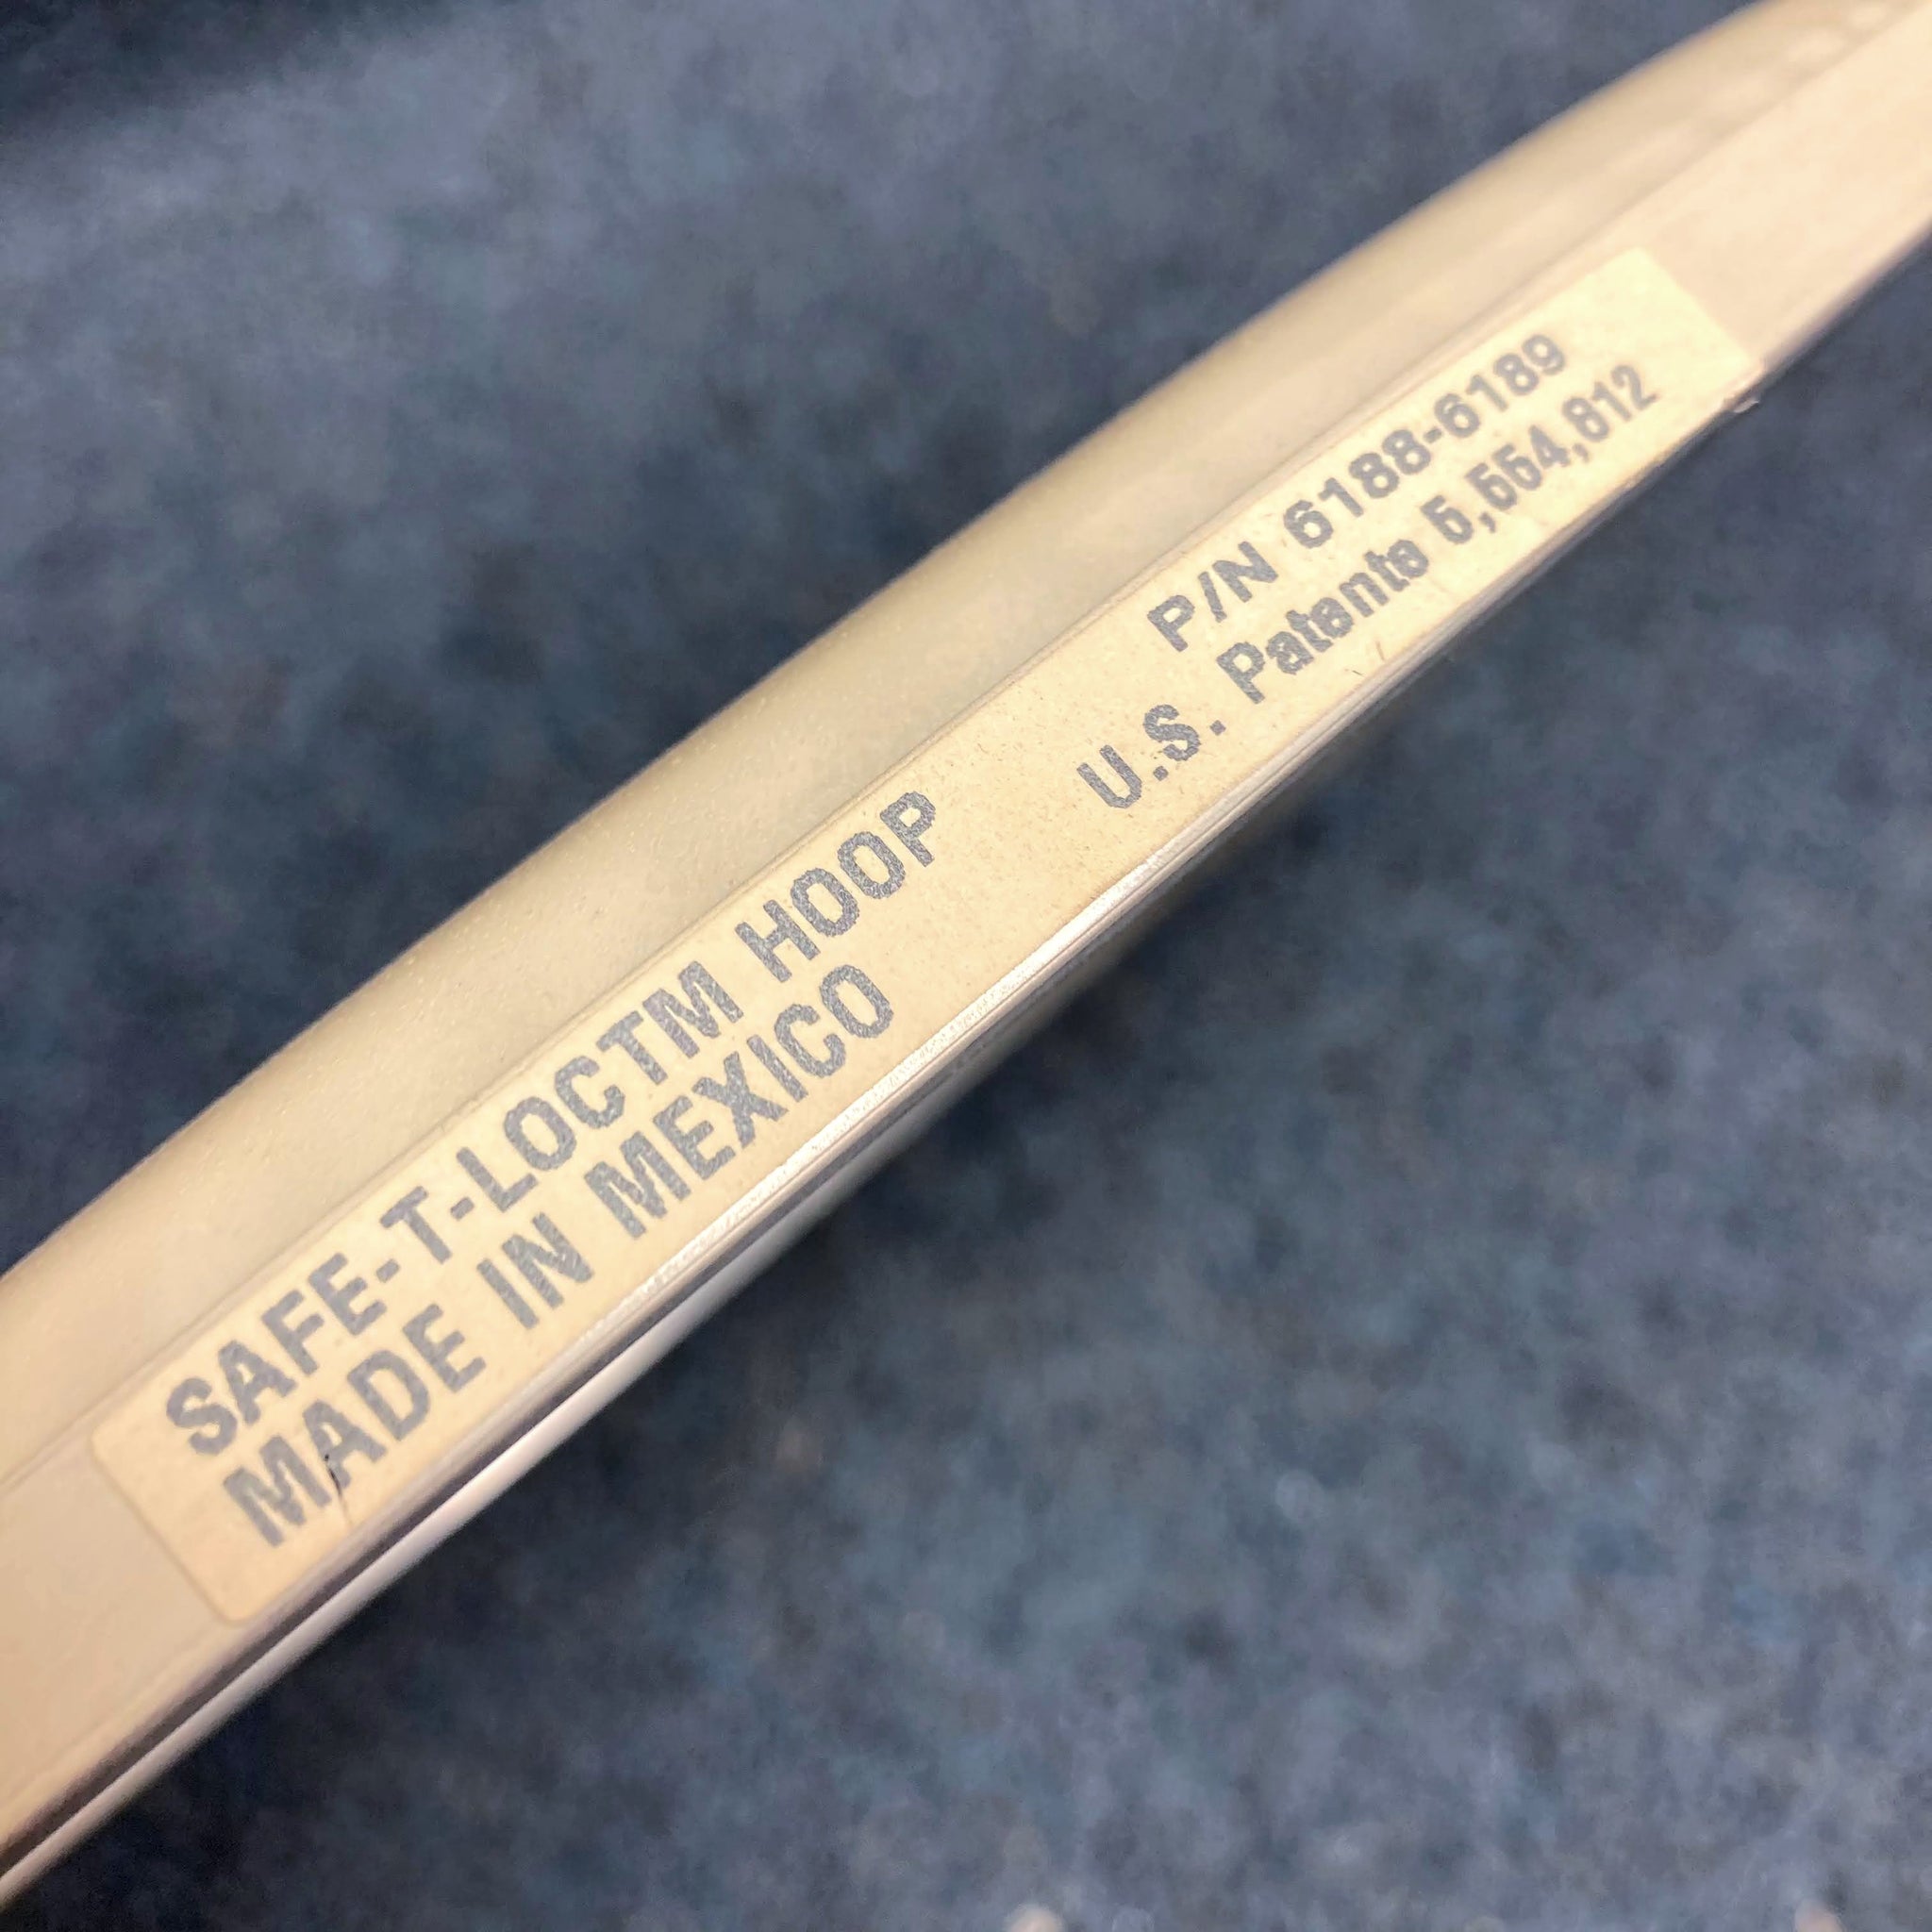 SAFE-T-LOCTM HOOP
MADE IN MEXICO
P/N 6188-6189
U.S. Patents 5,554,812